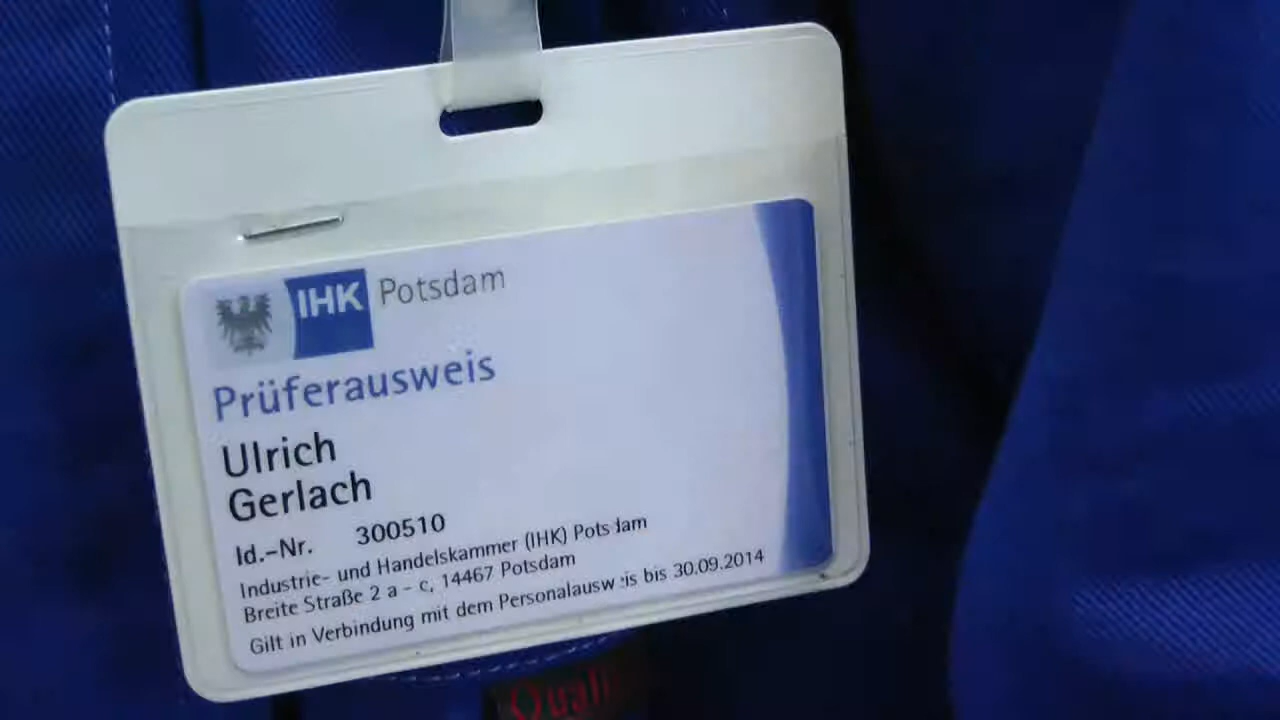 IHK Potsdam
Prüferausweis
Ulrich
Gerlach
Id.-Nr. 300510
Industrie- und Handelskammer (IHK) Potsdam
Breite Straße 2 a - c, 14467 Potsdam
Gilt in Verbindung mit dem Personalausweis bis 30.09.2014
Quali